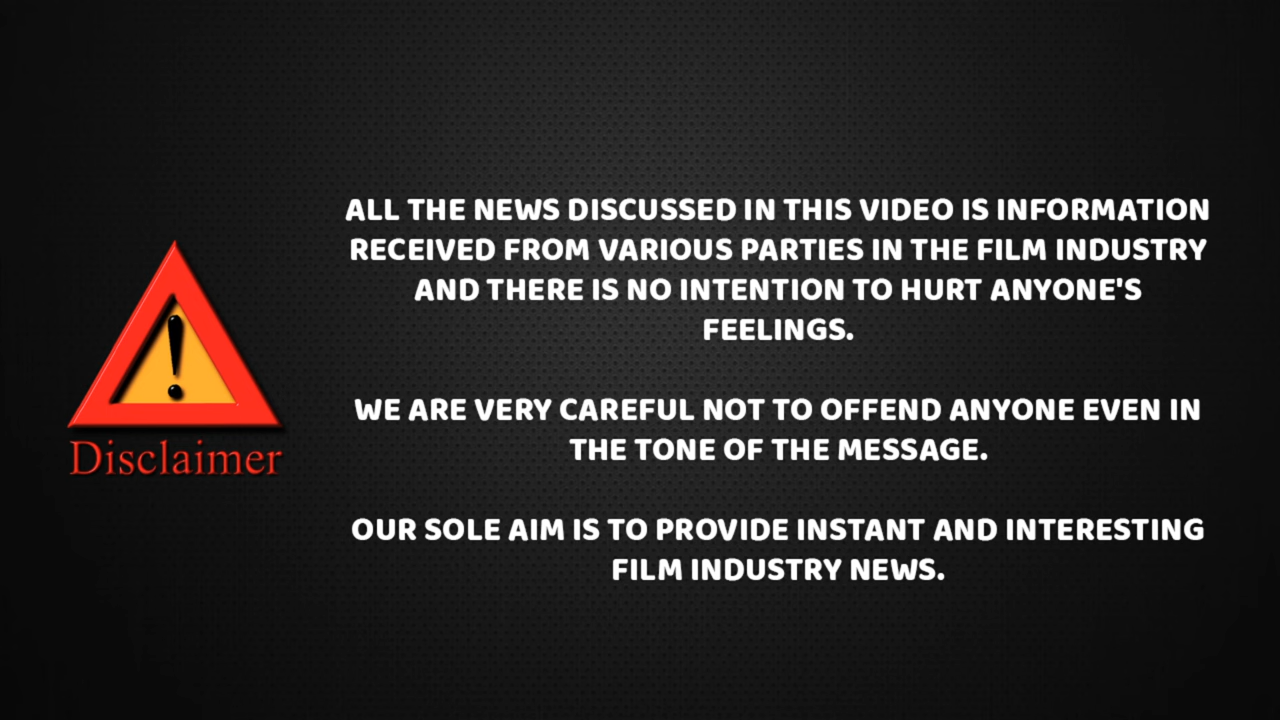 ALL THE NEWS DISCUSSED IN THIS VIDEO IS INFORMATION
RECEIVED FROM VARIOUS PARTIES IN THE FILM INDUSTRY
AND THERE IS NO INTENTION TO HURT ANYONE'S
FEELINGS.
WE ARE VERY CAREFUL NOT TO OFFEND ANYONE EVEN IN
THE TONE OF THE MESSAGE.
OUR SOLE AIM IS TO PROVIDE INSTANT AND INTERESTING
FILM INDUSTRY NEWS.
!
Disclaimer